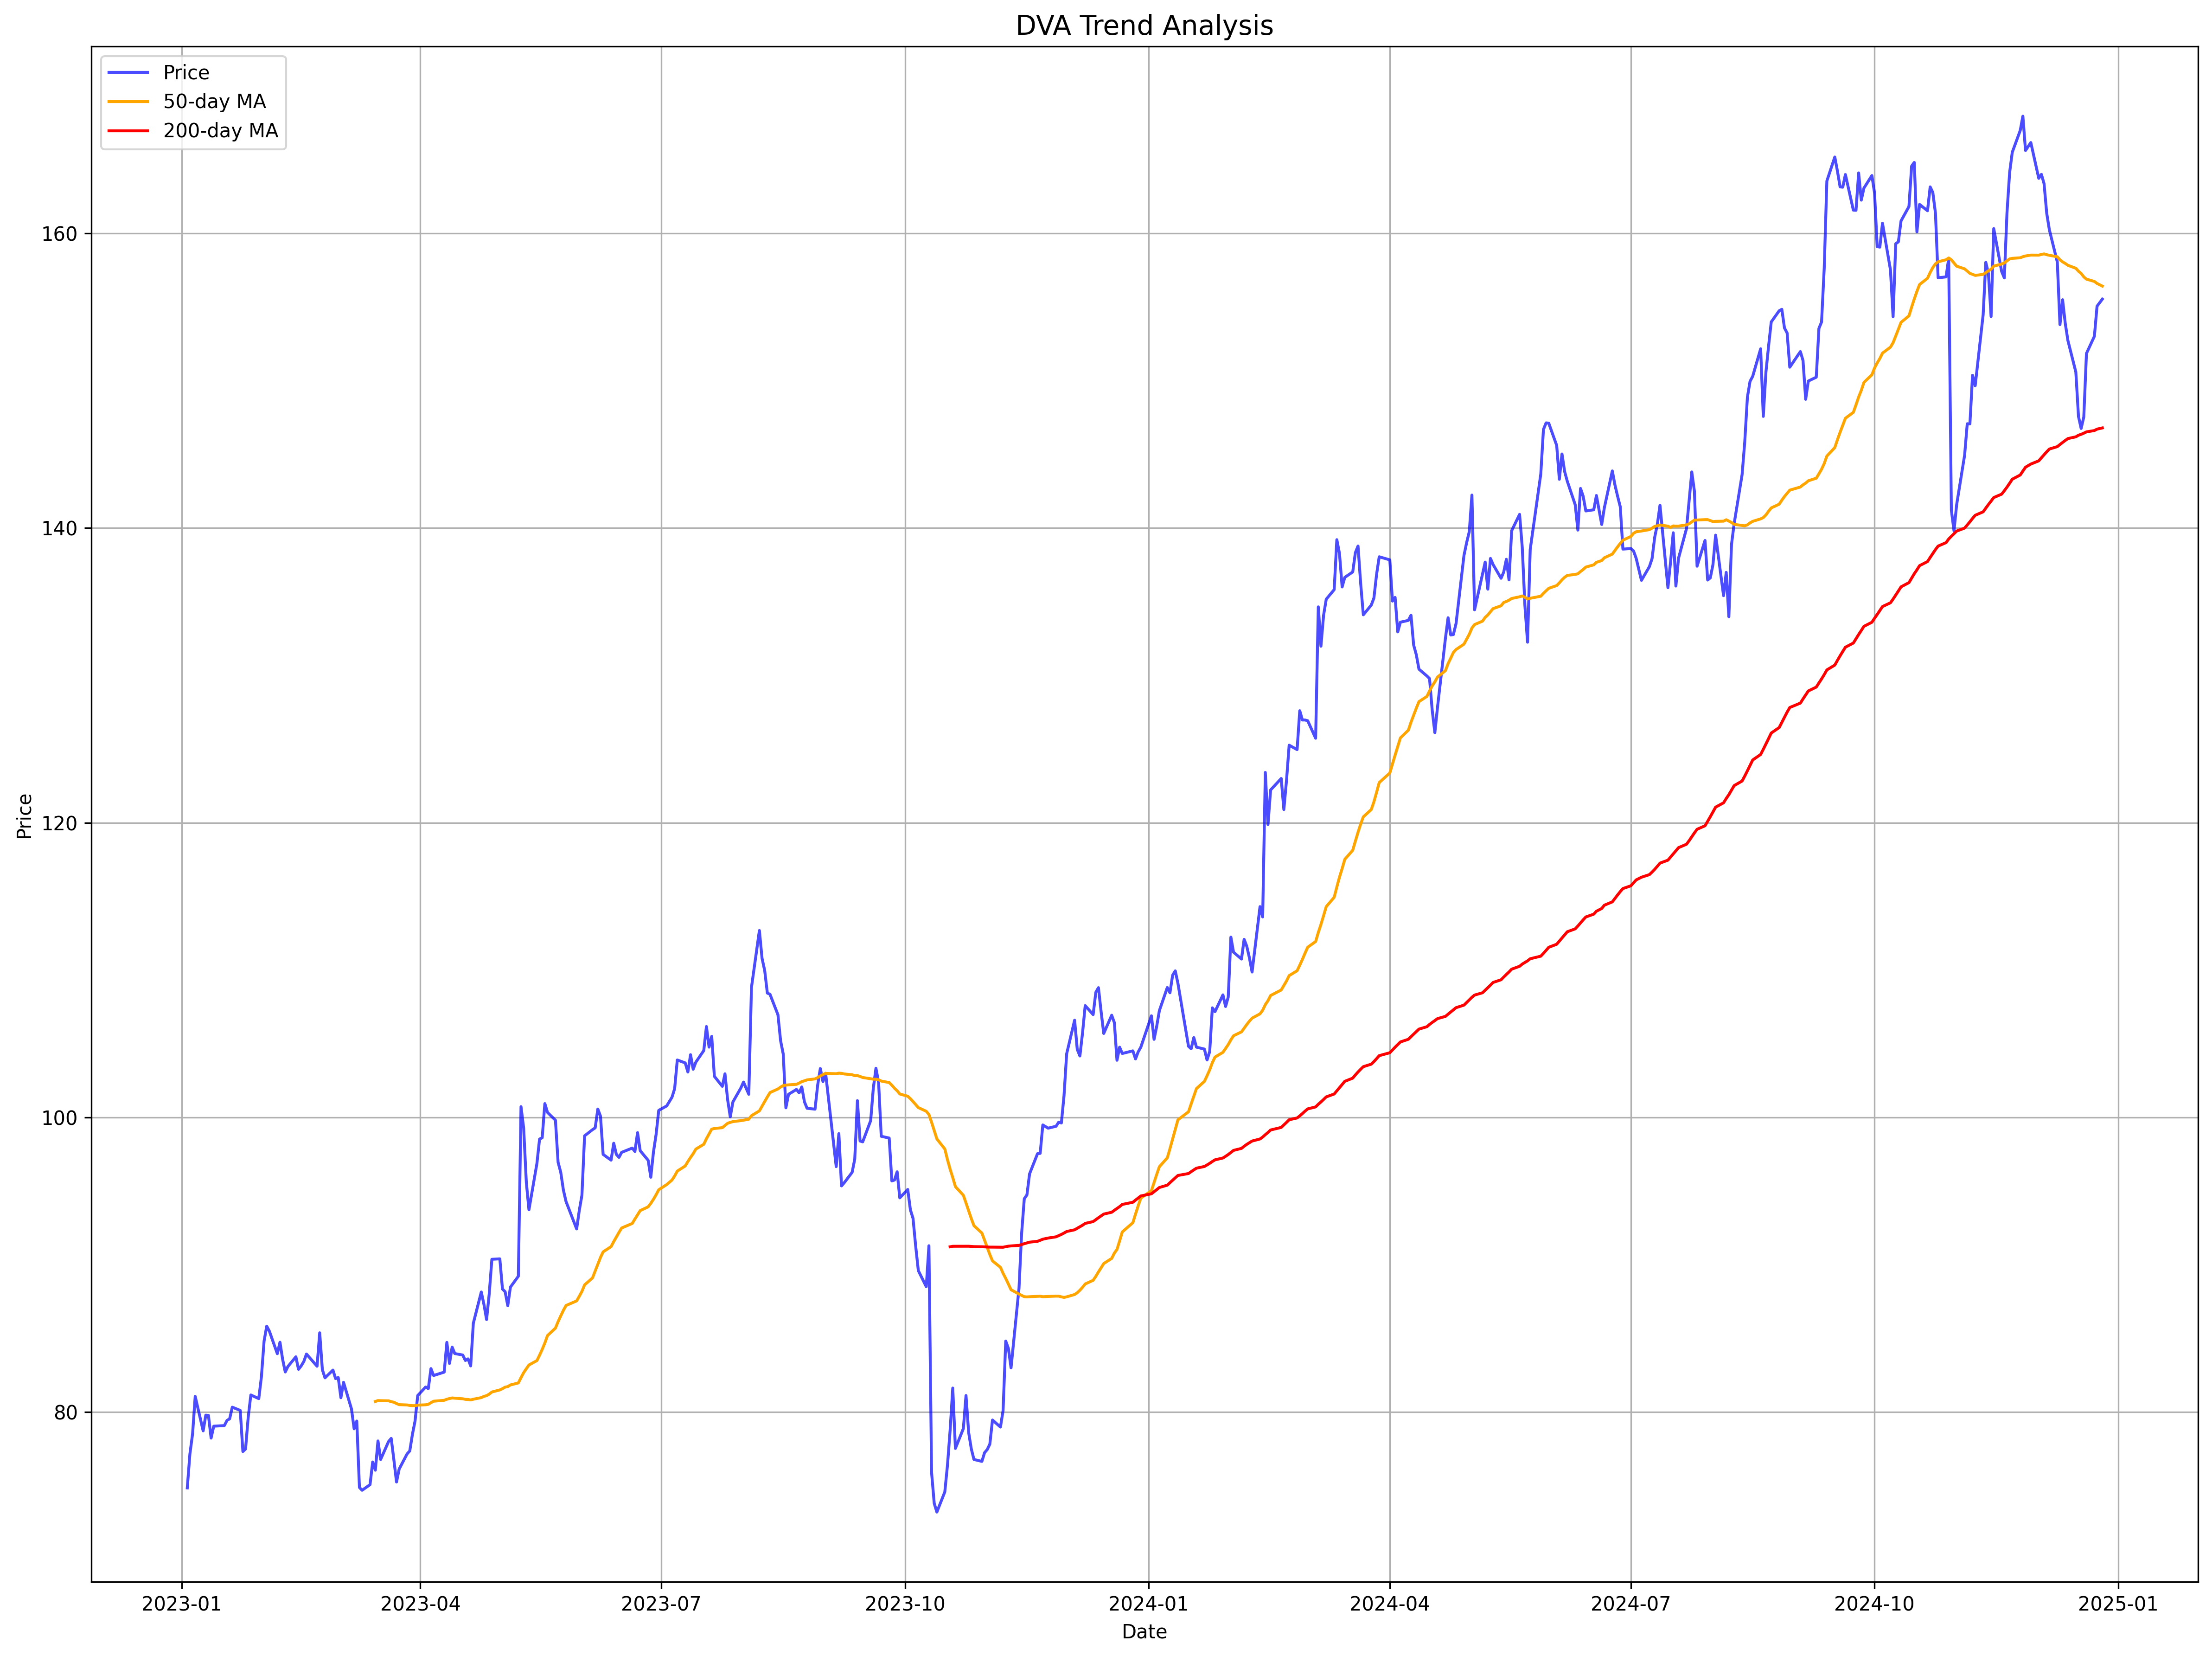 DVA Trend Analysis
Price
50-day MA
200-day MA
160
140
120
100
80
Price
2023-01
2023-04
2023-07
2023-10
2024-01
2024-04
2024-07
2024-10
2025-01
Date